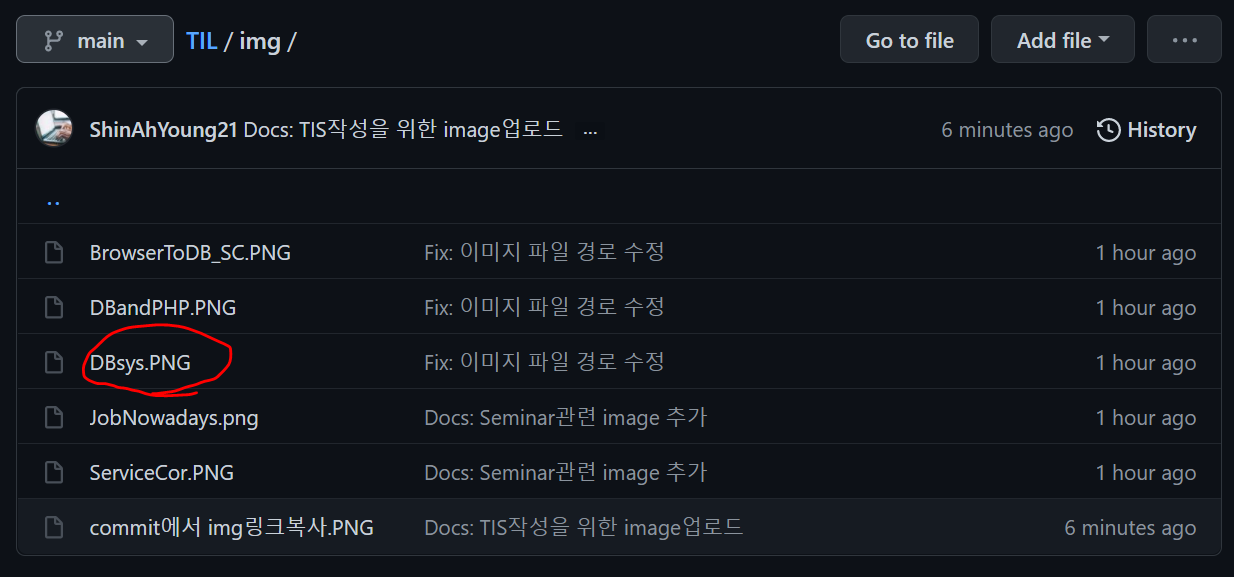 main TIL / img / Go to file Add file ...
ShinAhYoung21 Docs: TIS작성을 위한 image업로드 ... 6 minutes ago History
..
BrowserToDB_SC.PNG Fix: 이미지 파일 경로 수정 1 hour ago
DBandPHP.PNG Fix: 이미지 파일 경로 수정 1 hour ago
DBsys.PNG Fix: 이미지 파일 경로 수정 1 hour ago
JobNowadays.png Docs: Seminar관련 image 추가 1 hour ago
ServiceCor.PNG Docs: Seminar관련 image 추가 1 hour ago
commit에서 img링크복사.PNG Docs: TIS작성을 위한 image업로드 6 minutes ago